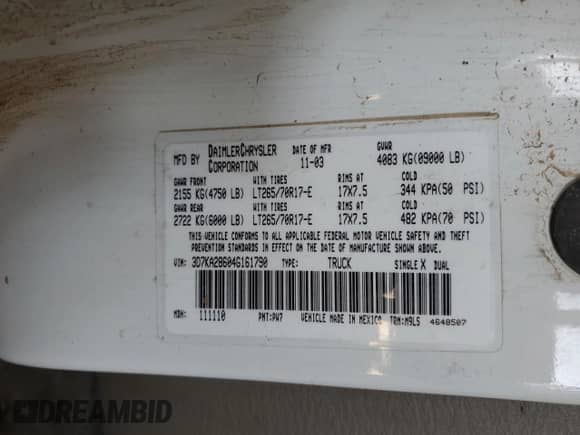 MFD BY DAIMLERCHRYSLER CORPORATION DATE OF MFR 11-03 GVWR 4083 KG(09000 LB)
GAWR FRONT WITH TIRES RIMS AT COLD
2155 KG(4750 LB) LT265/70R17-E 17X7.5 344 KPA(50 PSI)
GAWR REAR WITH TIRES RIMS AT COLD
2722 KG(6000 LB) LT265/70R17-E 17X7.5 482 KPA(70 PSI)
THIS VEHICLE CONFORMS TO ALL APPLICABLE FEDERAL MOTOR VEHICLE SAFETY AND THEFT
PREVENTION STANDARDS IN EFFECT ON THE DATE OF MANUFACTURE SHOWN ABOVE.
VIN: 3D7KA28604G161790 TYPE: TRUCK SINGLE X DUAL
MDH: 111110 PNT:PW7 VEHICLE MADE IN MEXICO TRM:M9L5 4648507
DREAMBID